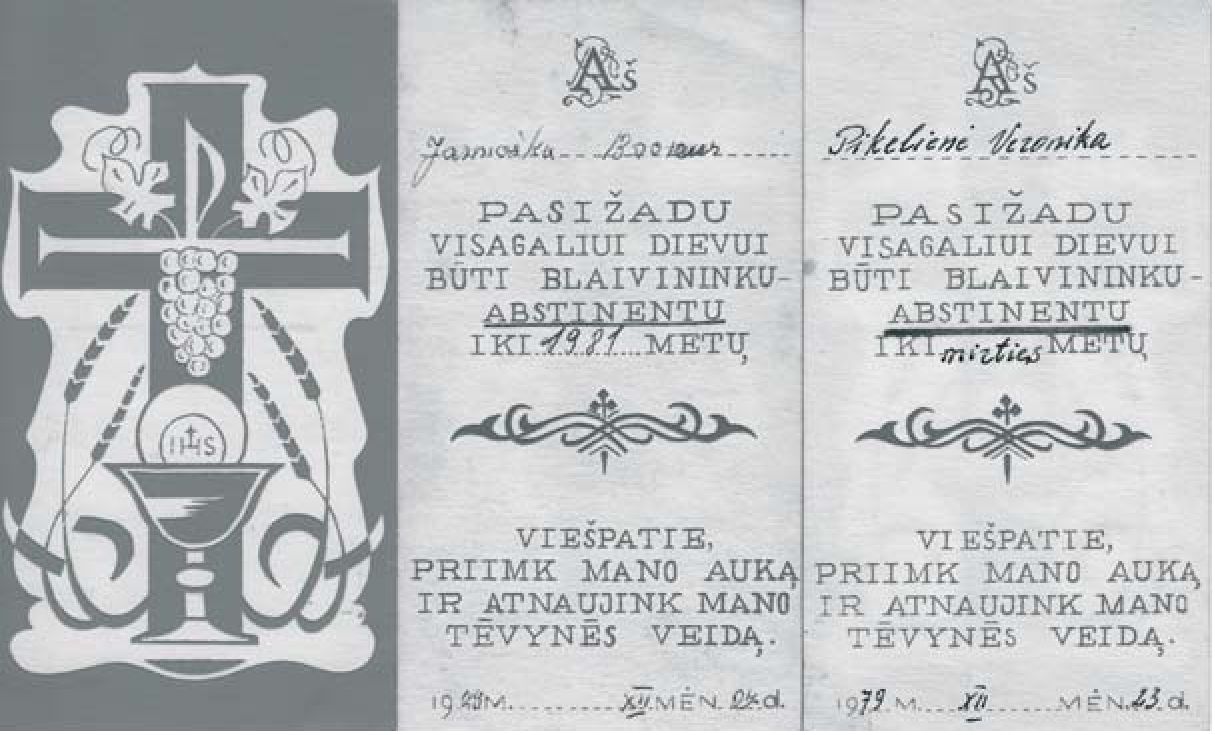 IHS
AŠ
PASIŽADU
VISAGALIUI DIEVUI
BŪTI BLAIVININKU-
ABSTINENTU
IKI 1981 METŲ
VIEŠPATIE,
PRIIMK MANO AUKĄ
IR ATNAUJINK MANO
TĖVYNĖS VEIDĄ.
XII MĖN. d.
AŠ
Pikelienė Veronika
PASIŽADU
VISAGALIUI DIEVUI
BŪTI BLAIVININKU-
ABSTINENTU
IKI mirties METŲ
VIEŠPATIE,
PRIIMK MANO AUKĄ
IR ATNAUJINK MANO
TĖVYNĖS VEIDĄ.
1979 M. XII MĖN. 23 d.